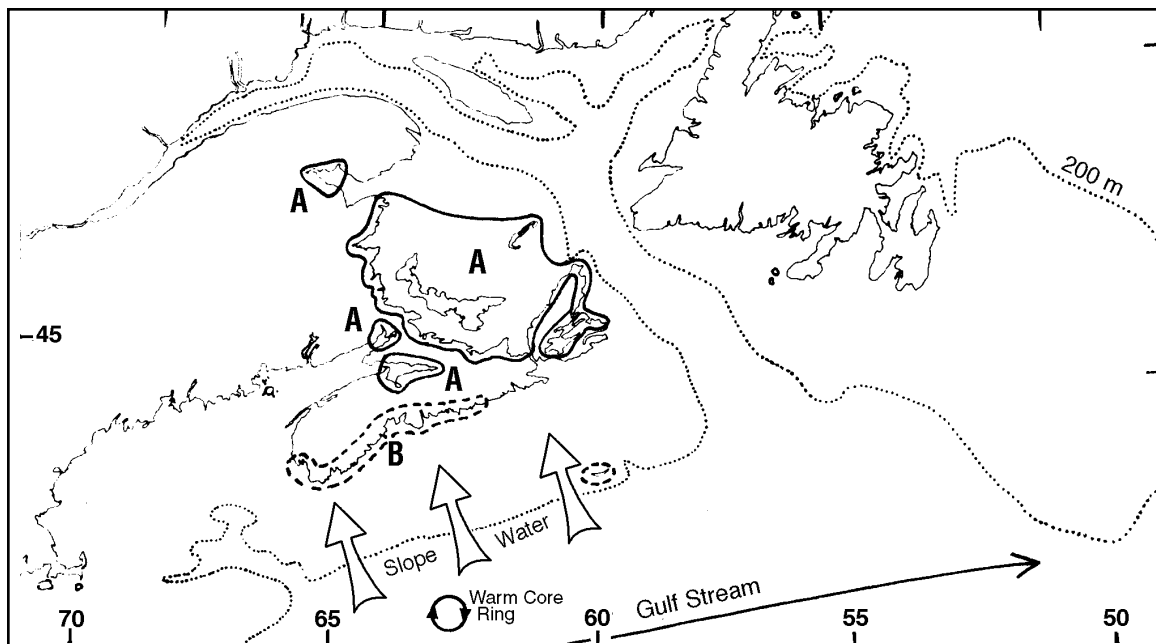 200 m
A
A
A
–45
A
B
Slope Water
Warm Core
Ring
Gulf Stream
70 65 60 55 50